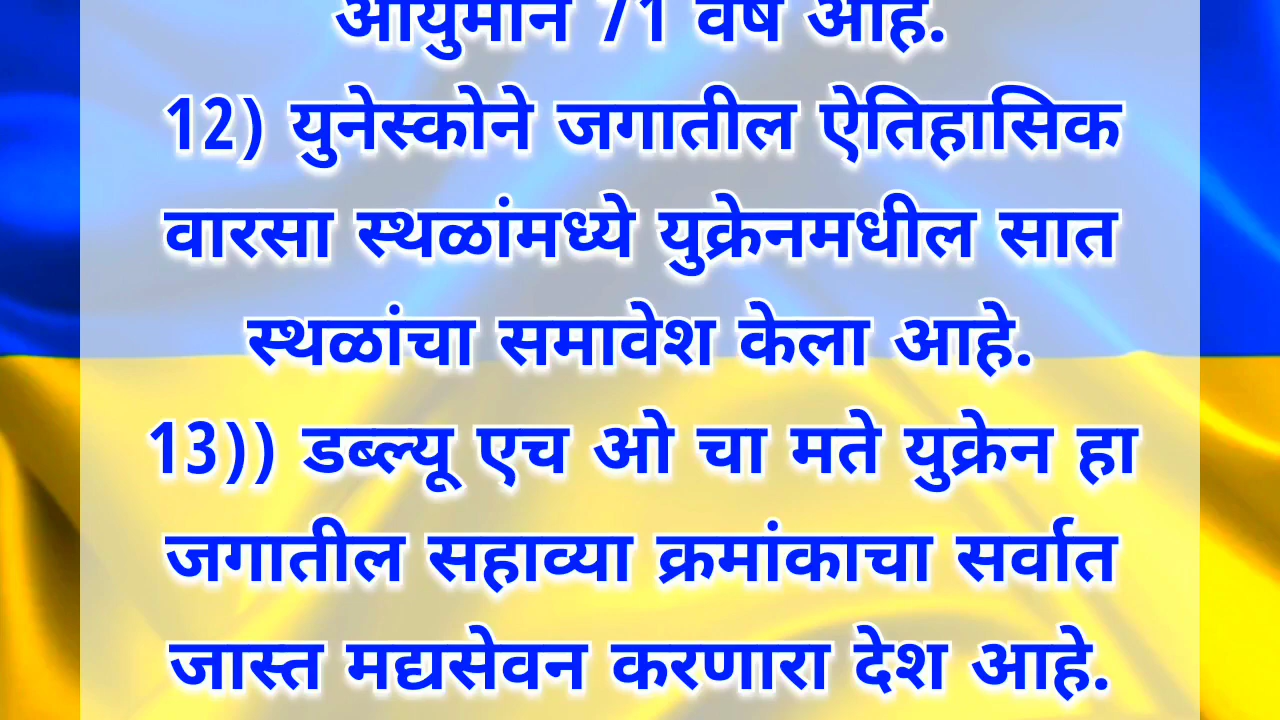 आयुर्मान 71 वर्ष आहे.
12) युनेस्कोने जगातील ऐतिहासिक
वारसा स्थळांमध्ये युक्रेनमधील सात
स्थळांचा समावेश केला आहे.
13)) डब्ल्यू एच ओ चा मते युक्रेन हा
जगातील सहाव्या क्रमांकाचा सर्वात
जास्त मद्यसेवन करणारा देश आहे.